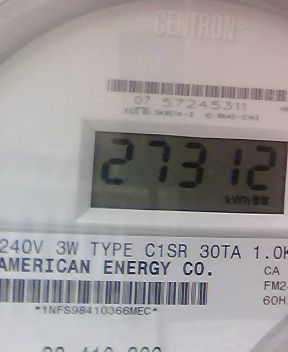 CENTRON®
07 57245311
27312
kWh
240V 3W TYPE C1SR 30TA 1.0K
AMERICAN ENERGY CO.
CA
FM2
60H
*1NFS98410366MEC*